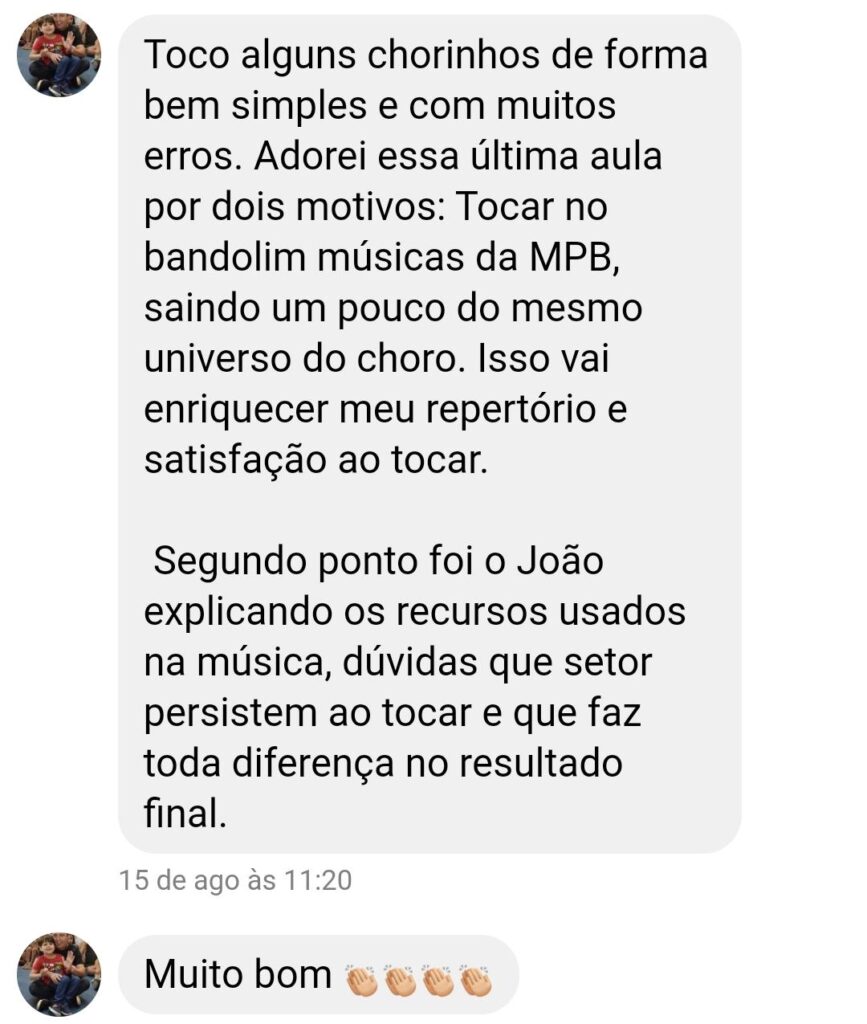 Toco alguns chorinhos de forma
bem simples e com muitos
erros. Adorei essa última aula
por dois motivos: Tocar no
bandolim músicas da MPB,
saindo um pouco do mesmo
universo do choro. Isso vai
enriquecer meu repertório e
satisfação ao tocar.
Segundo ponto foi o João
explicando os recursos usados
na música, dúvidas que setor
persistem ao tocar e que faz
toda diferença no resultado
final.
15 de ago às 11:20
Muito bom 👏🏼👏🏼👏🏼👏🏼